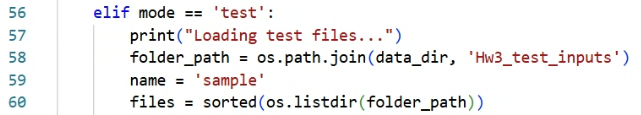 56 elif mode == 'test':
57 print("Loading test files...")
58 folder_path = os.path.join(data_dir, 'Hw3_test_inputs')
59 name = 'sample'
60 files = sorted(os.listdir(folder_path))